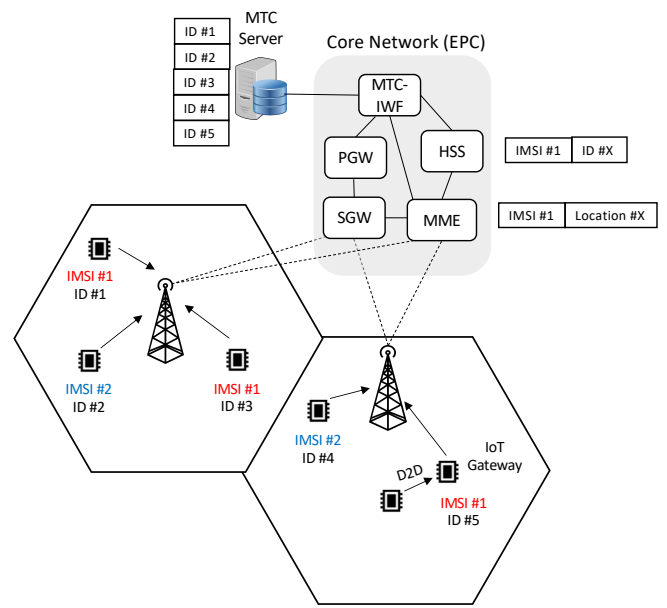 MTC
Server
ID #1
ID #2
ID #3
ID #4
ID #5
Core Network (EPC)
MTC-
IWF
PGW
HSS
SGW
MME
IMSI #1 ID #X
IMSI #1 Location #X
IMSI #1
ID #1
IMSI #2
ID #2
IMSI #1
ID #3
IMSI #2
ID #4
IoT
Gateway
D2D
IMSI #1
ID #5